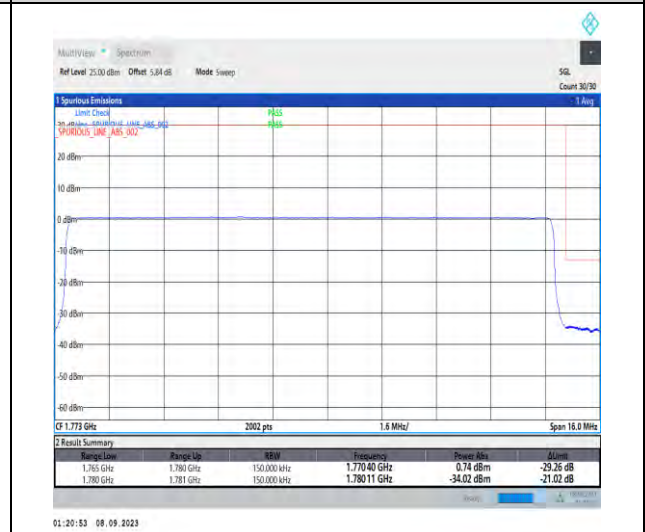 MultiView Spectrum
Ref Level 25.00 dBm Offset 5.84 dB Mode Sweep SGL
Count 30/30
1 Spurious Emissions 1 Avg
Limit Check PASS
PASS
SPURIOUS_LINE_ABS_002
20 dBm
10 dBm
0 dBm
-10 dBm
-20 dBm
-30 dBm
-40 dBm
-50 dBm
-60 dBm
CF 1.773 GHz 2002 pts 1.6 MHz/ Span 16.0 MHz
2 Result Summary
Range Low Range Up RBW Frequency Power Abs ΔLimit
1.765 GHz 1.780 GHz 150.000 kHz 1.77040 GHz 0.74 dBm -29.26 dB
1.780 GHz 1.781 GHz 150.000 kHz 1.78011 GHz -34.02 dBm -21.02 dB
01:20:53 08.09.2023